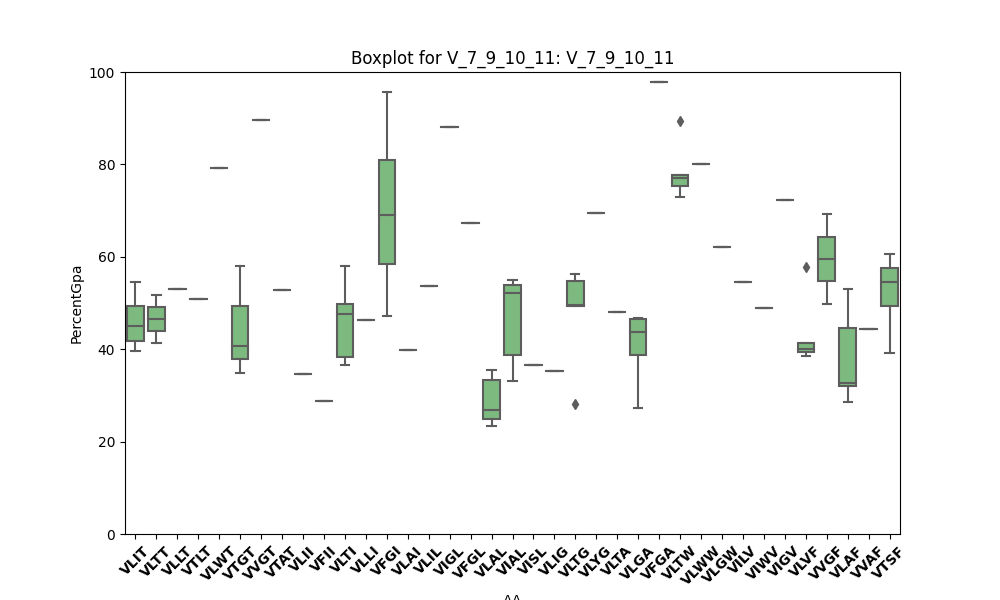 Boxplot for V_7_9_10_11: V_7_9_10_11
PercentGpa
100
80
60
40
20
0
VLIT VLTT VLLT VTLT VLWT VTGT VVGT VTAT VLII VFII VLTI VLLI VFGI VLAI VLIL VIGL VFGL VLAL VIAL VISL VLIG VLTG VLYG VLTA VLGA VFGA VLTW VLWW VLGW VILV VIWV VIGV VLVF VVGF VLAF VVAF VTSF
AA